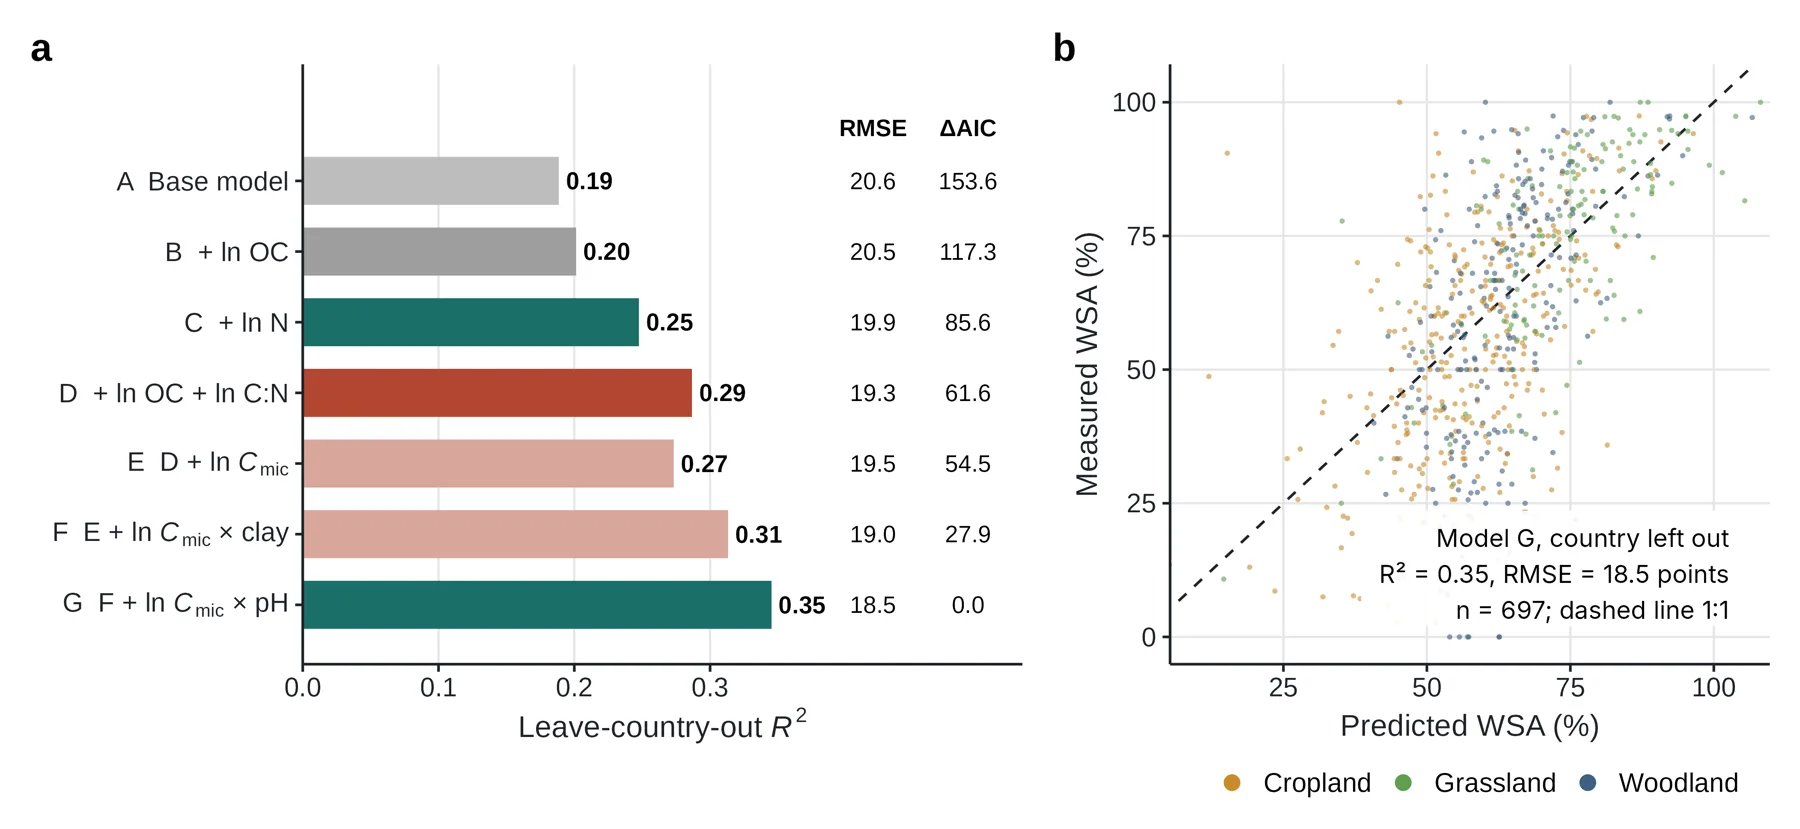 a
RMSE ΔAIC
A Base model 0.19 20.6 153.6
B + ln OC 0.20 20.5 117.3
C + ln N 0.25 19.9 85.6
D + ln OC + ln C:N 0.29 19.3 61.6
E D + ln Cmic 0.27 19.5 54.5
F E + ln Cmic × clay 0.31 19.0 27.9
G F + ln Cmic × pH 0.35 18.5 0.0
0.0 0.1 0.2 0.3
Leave-country-out R²
b
Measured WSA (%)
100
75
50
25
0
Model G, country left out
R² = 0.35, RMSE = 18.5 points
n = 697; dashed line 1:1
25 50 75 100
Predicted WSA (%)
Cropland Grassland Woodland